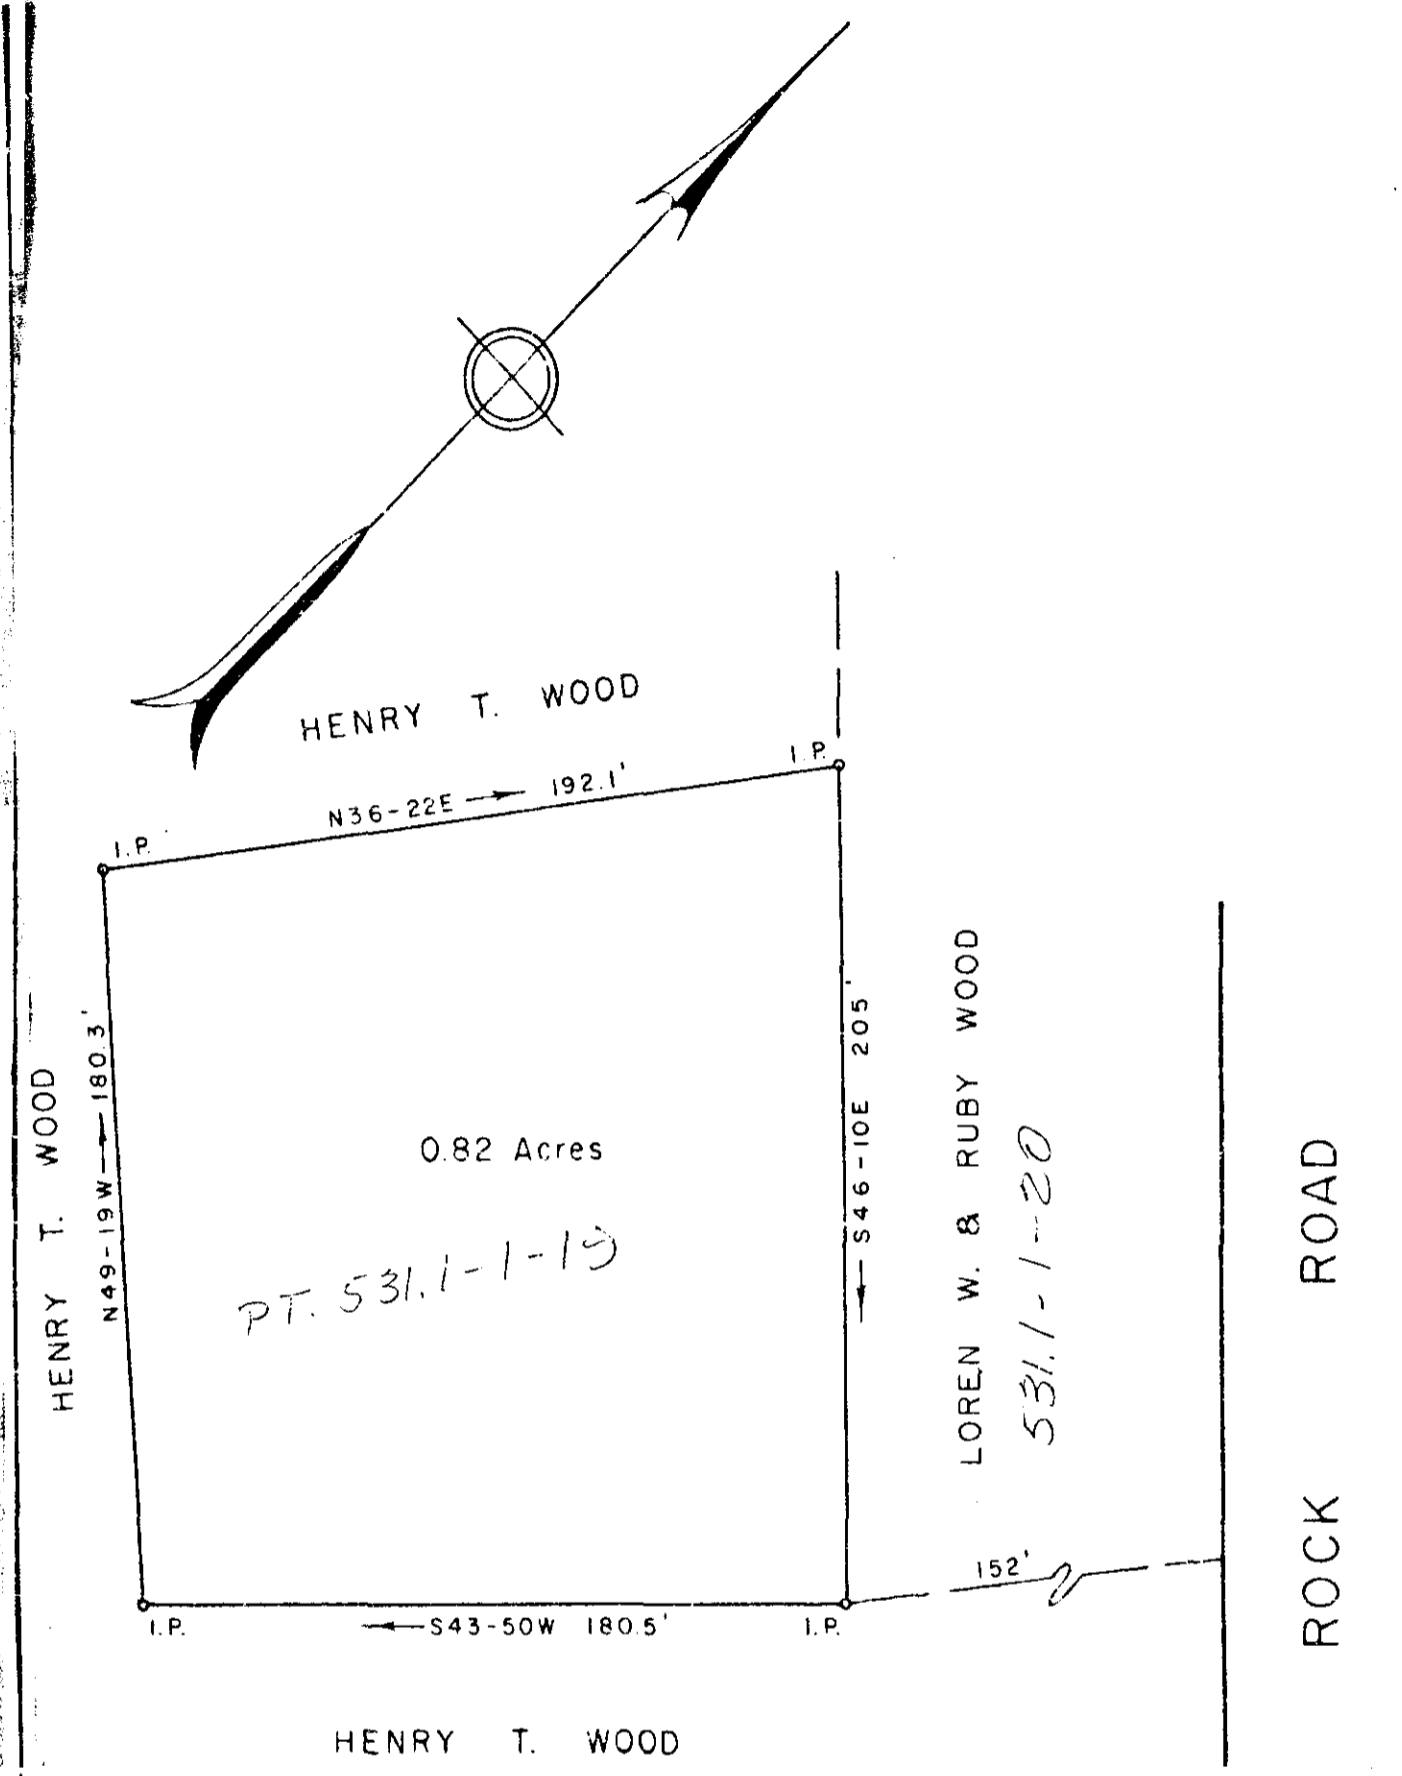 HENRY T. WOOD
I.P.
N36-22E 192.1'
I.P.
HENRY T. WOOD
N49-19W 180.3'
0.82 Acres
PT. 531.1-1-19
S46-10E 205'
LOREN W. & RUBY WOOD
531.1-1-20
ROCK ROAD
152'
I.P.
S43-50W 180.5'
I.P.
HENRY T. WOOD